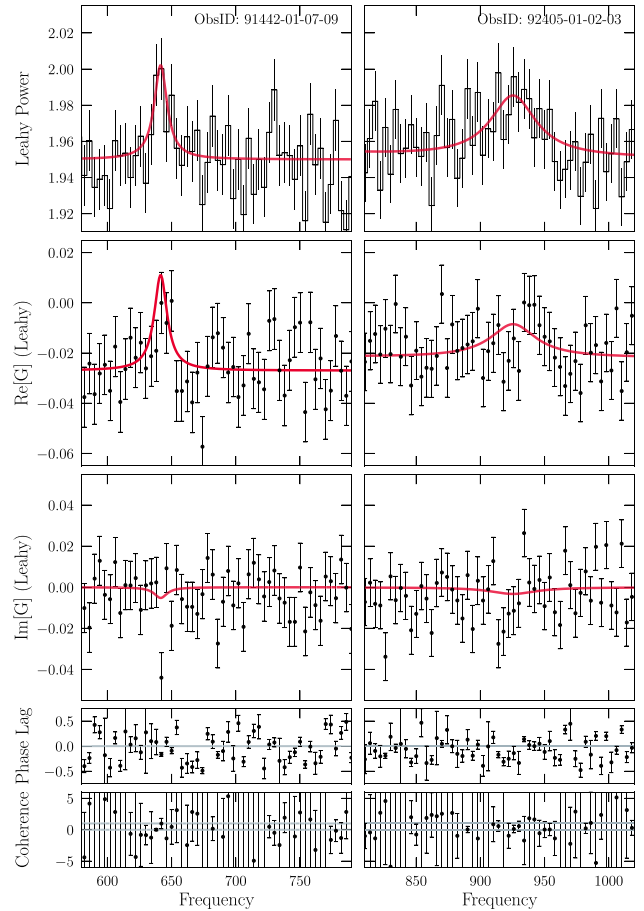 ObsID: 91442-01-07-09
ObsID: 92405-01-02-03
Leahy Power
2.02
2.00
1.98
1.96
1.94
1.92
Re[G] (Leahy)
0.02
0.00
−0.02
−0.04
−0.06
Im[G] (Leahy)
0.04
0.02
0.00
−0.02
−0.04
Phase Lag
0.5
0.0
−0.5
Coherence
5
0
−5
600 650 700 750
850 900 950 1000
Frequency
Frequency